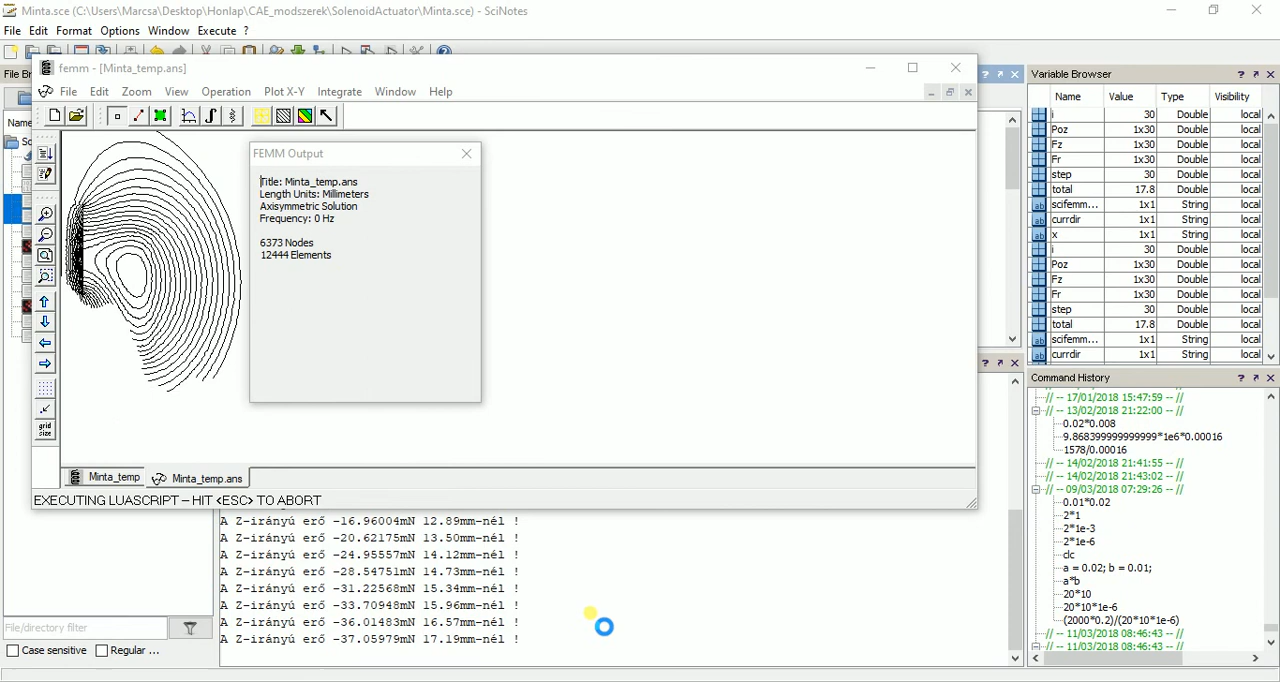 Minta.sce (C:\Users\Marcsa\Desktop\Honlap\CAE_modszerek\SolenoidActuator\Minta.sce) - SciNotes
File Edit Format Options Window Execute ?
File Br
Name
femm - [Minta_temp.ans]
File Edit Zoom View Operation Plot X-Y Integrate Window Help
FEMM Output
Title: Minta_temp.ans
Length Units: Millimeters
Axisymmetric Solution
Frequency: 0 Hz
6373 Nodes
12444 Elements
grid
size
Minta_temp Minta_temp.ans
EXECUTING LUASCRIPT -- HIT <ESC> TO ABORT
A Z-irányú erő -16.96004mN 12.89mm-nél !
A Z-irányú erő -20.62175mN 13.50mm-nél !
A Z-irányú erő -24.95557mN 14.12mm-nél !
A Z-irányú erő -28.54751mN 14.73mm-nél !
A Z-irányú erő -31.22568mN 15.34mm-nél !
A Z-irányú erő -33.70948mN 15.96mm-nél !
A Z-irányú erő -36.01483mN 16.57mm-nél !
A Z-irányú erő -37.05979mN 17.19mm-nél !
File/directory filter
Case sensitive Regular ...
Variable Browser
Name Value Type Visibility
i 30 Double local
Poz 1x30 Double local
Fz 1x30 Double local
Fr 1x30 Double local
step 30 Double local
total 17.8 Double local
scifemm... 1x1 String local
currdir 1x1 String local
x 1x1 String local
i 30 Double local
Poz 1x30 Double local
Fz 1x30 Double local
Fr 1x30 Double local
step 30 Double local
total 17.8 Double local
scifemm... 1x1 String local
currdir 1x1 String local
Command History
// -- 17/01/2018 15:47:59 -- //
// -- 13/02/2018 21:22:00 -- //
0.02*0.008
9.868399999999999*1e6*0.00016
1578/0.00016
// -- 14/02/2018 21:41:55 -- //
// -- 14/02/2018 21:43:02 -- //
// -- 09/03/2018 07:29:26 -- //
0.01*0.02
2*1
2*1e-3
2*1e-6
clc
a = 0.02; b = 0.01;
a*b
20*10
20*10*1e-6
(2000*0.2)/(20*10*1e-6)
// -- 11/03/2018 08:46:43 -- //
// -- 11/03/2018 08:46:43 -- //